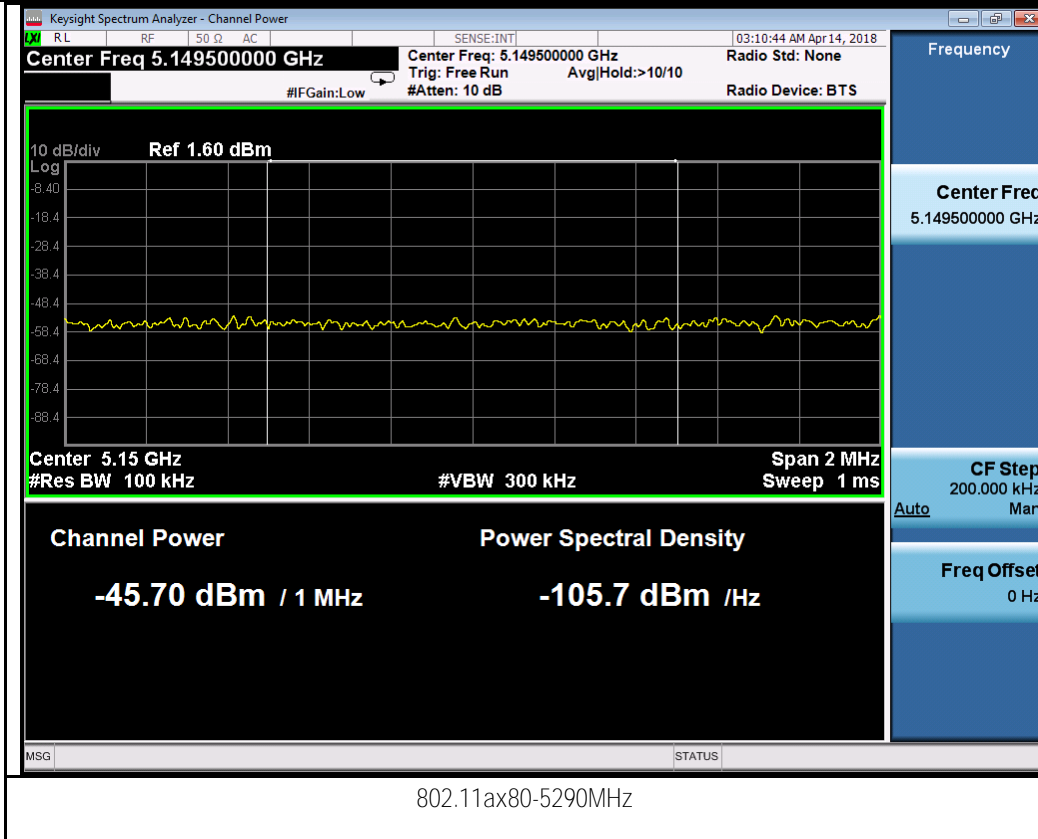 Keysight Spectrum Analyzer - Channel Power
LXI RL RF 50 Ω AC SENSE:INT 03:10:44 AM Apr 14, 2018
Center Freq 5.149500000 GHz
Center Freq: 5.149500000 GHz
Radio Std: None
Trig: Free Run Avg|Hold:>10/10
#IFGain:Low
#Atten: 10 dB
Radio Device: BTS
10 dB/div Ref 1.60 dBm
Log
-8.40
-18.4
-28.4
-38.4
-48.4
-58.4
-68.4
-78.4
-88.4
Center 5.15 GHz Span 2 MHz
#Res BW 100 kHz #VBW 300 kHz Sweep 1 ms
Channel Power Power Spectral Density
-45.70 dBm / 1 MHz -105.7 dBm /Hz
Frequency
Center Freq
5.149500000 GHz
CF Step
200.000 kHz
Auto Man
Freq Offset
0 Hz
MSG STATUS
802.11ax80-5290MHz